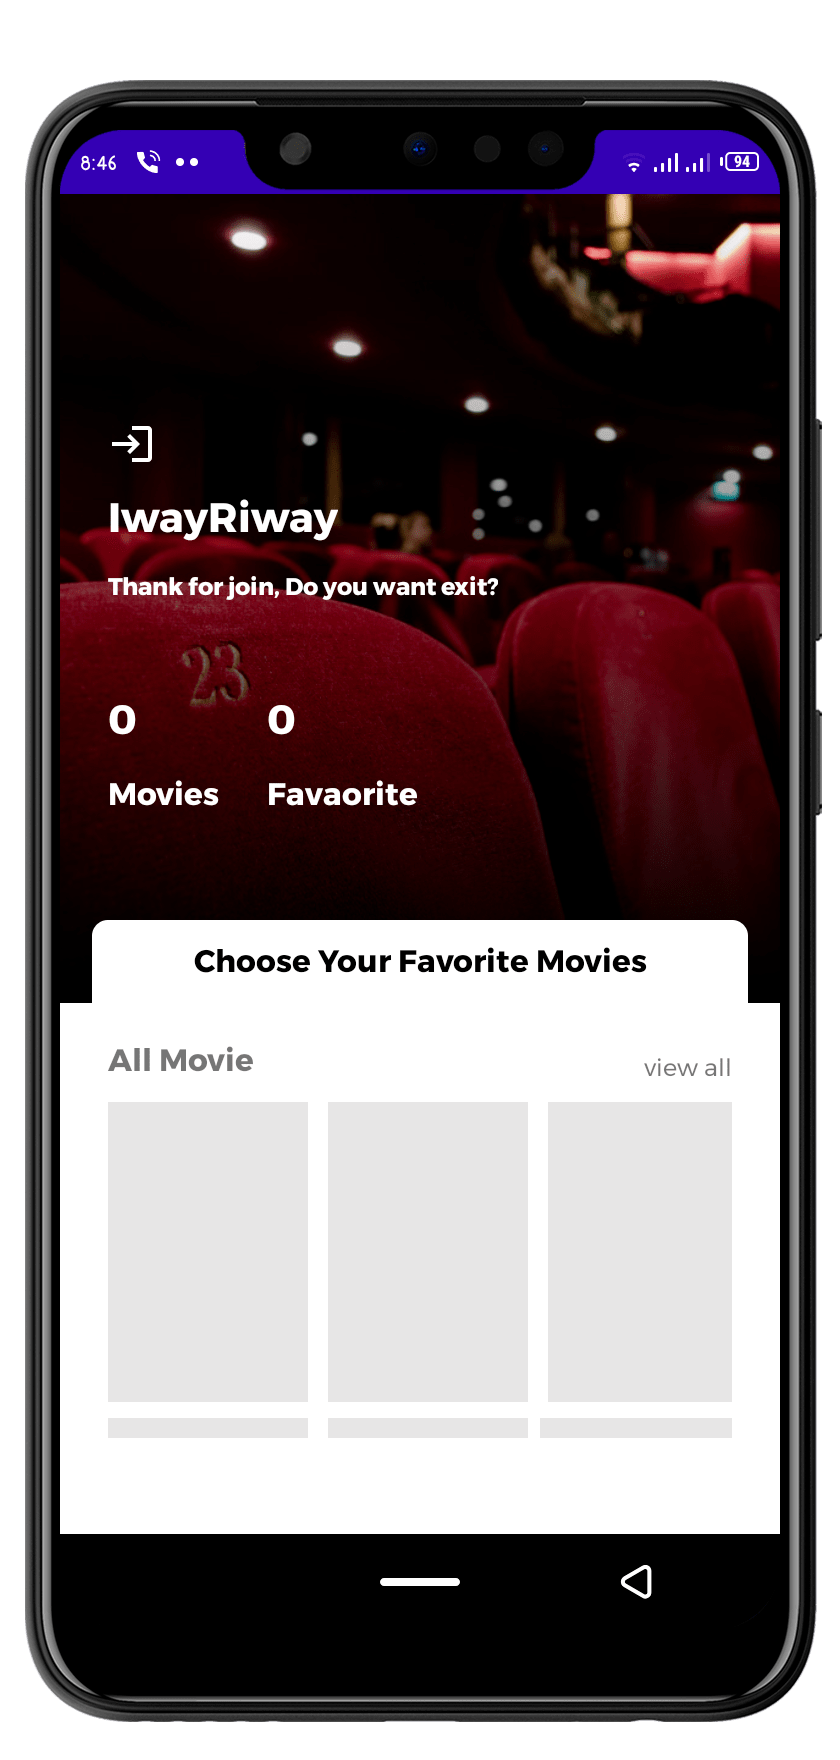 8:46
94
IwayRiway
Thank for join, Do you want exit?
23
0 0
Movies Favaorite
Choose Your Favorite Movies
All Movie
view all